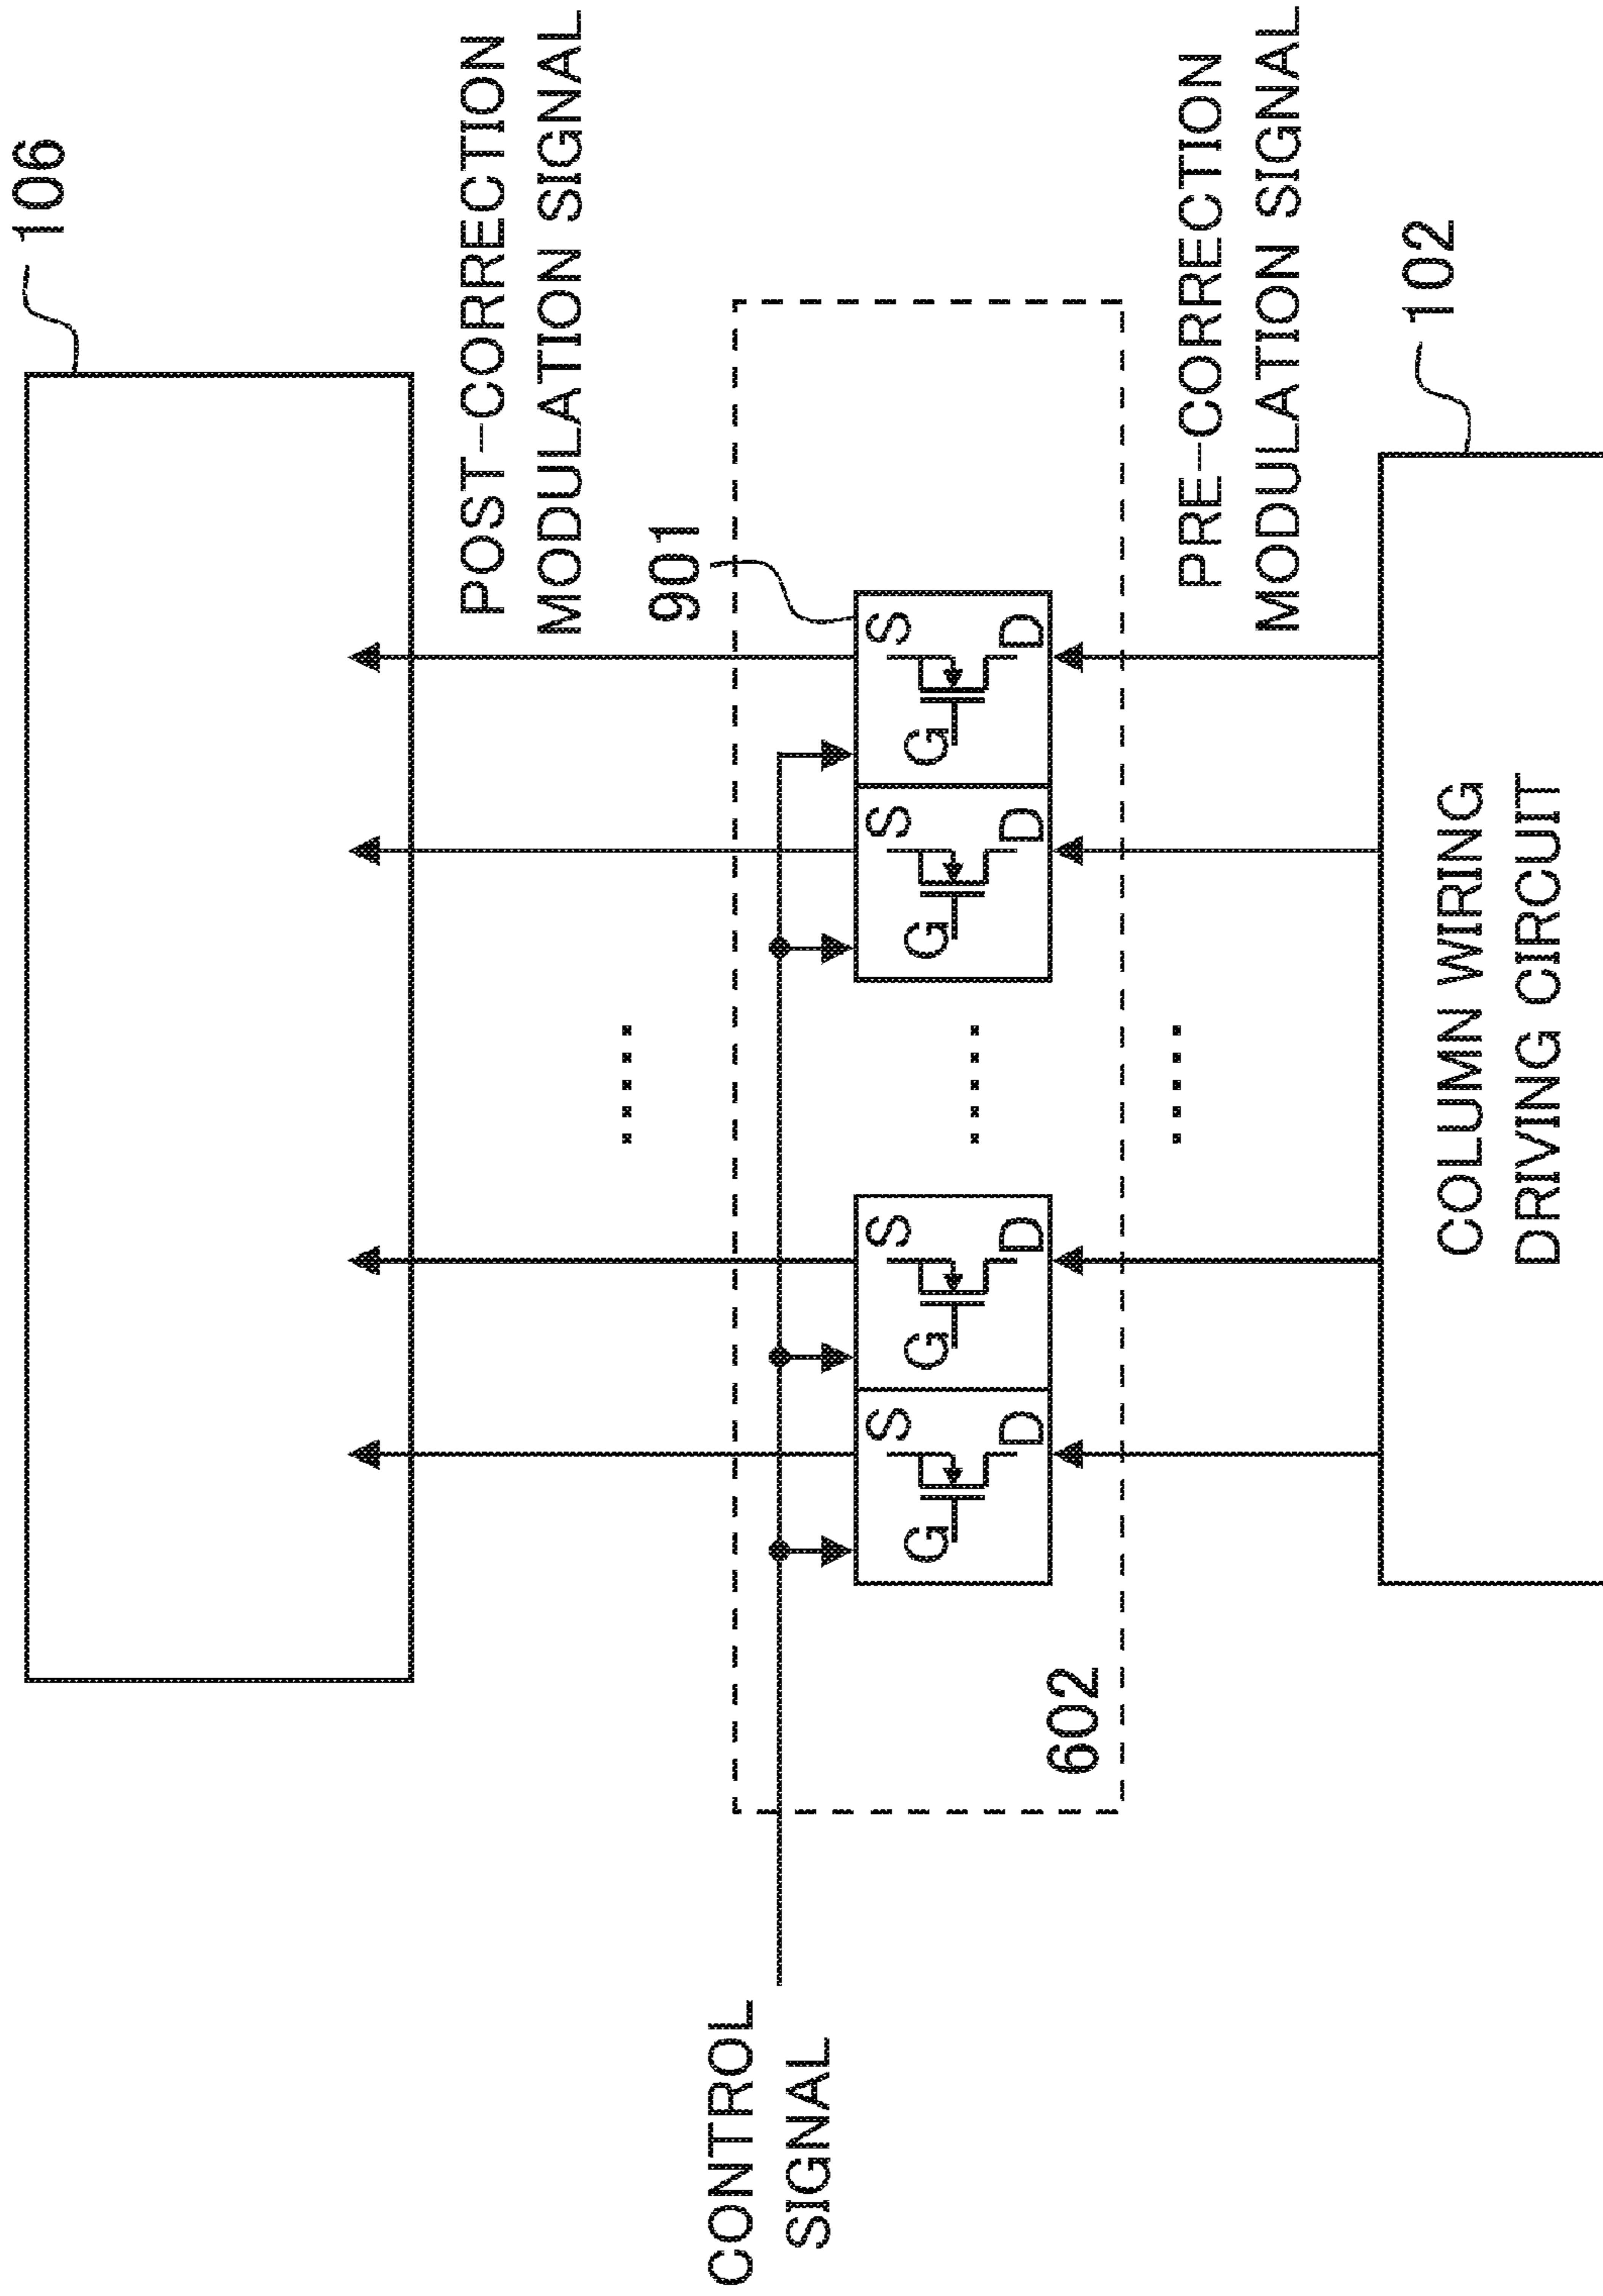 106
POST-CORRECTION
MODULATION SIGNAL
901
CONTROL
SIGNAL
S S S S
G G G G
D D D D
602
PRE-CORRECTION
MODULATION SIGNAL
102
COLUMN WIRING
DRIVING CIRCUIT